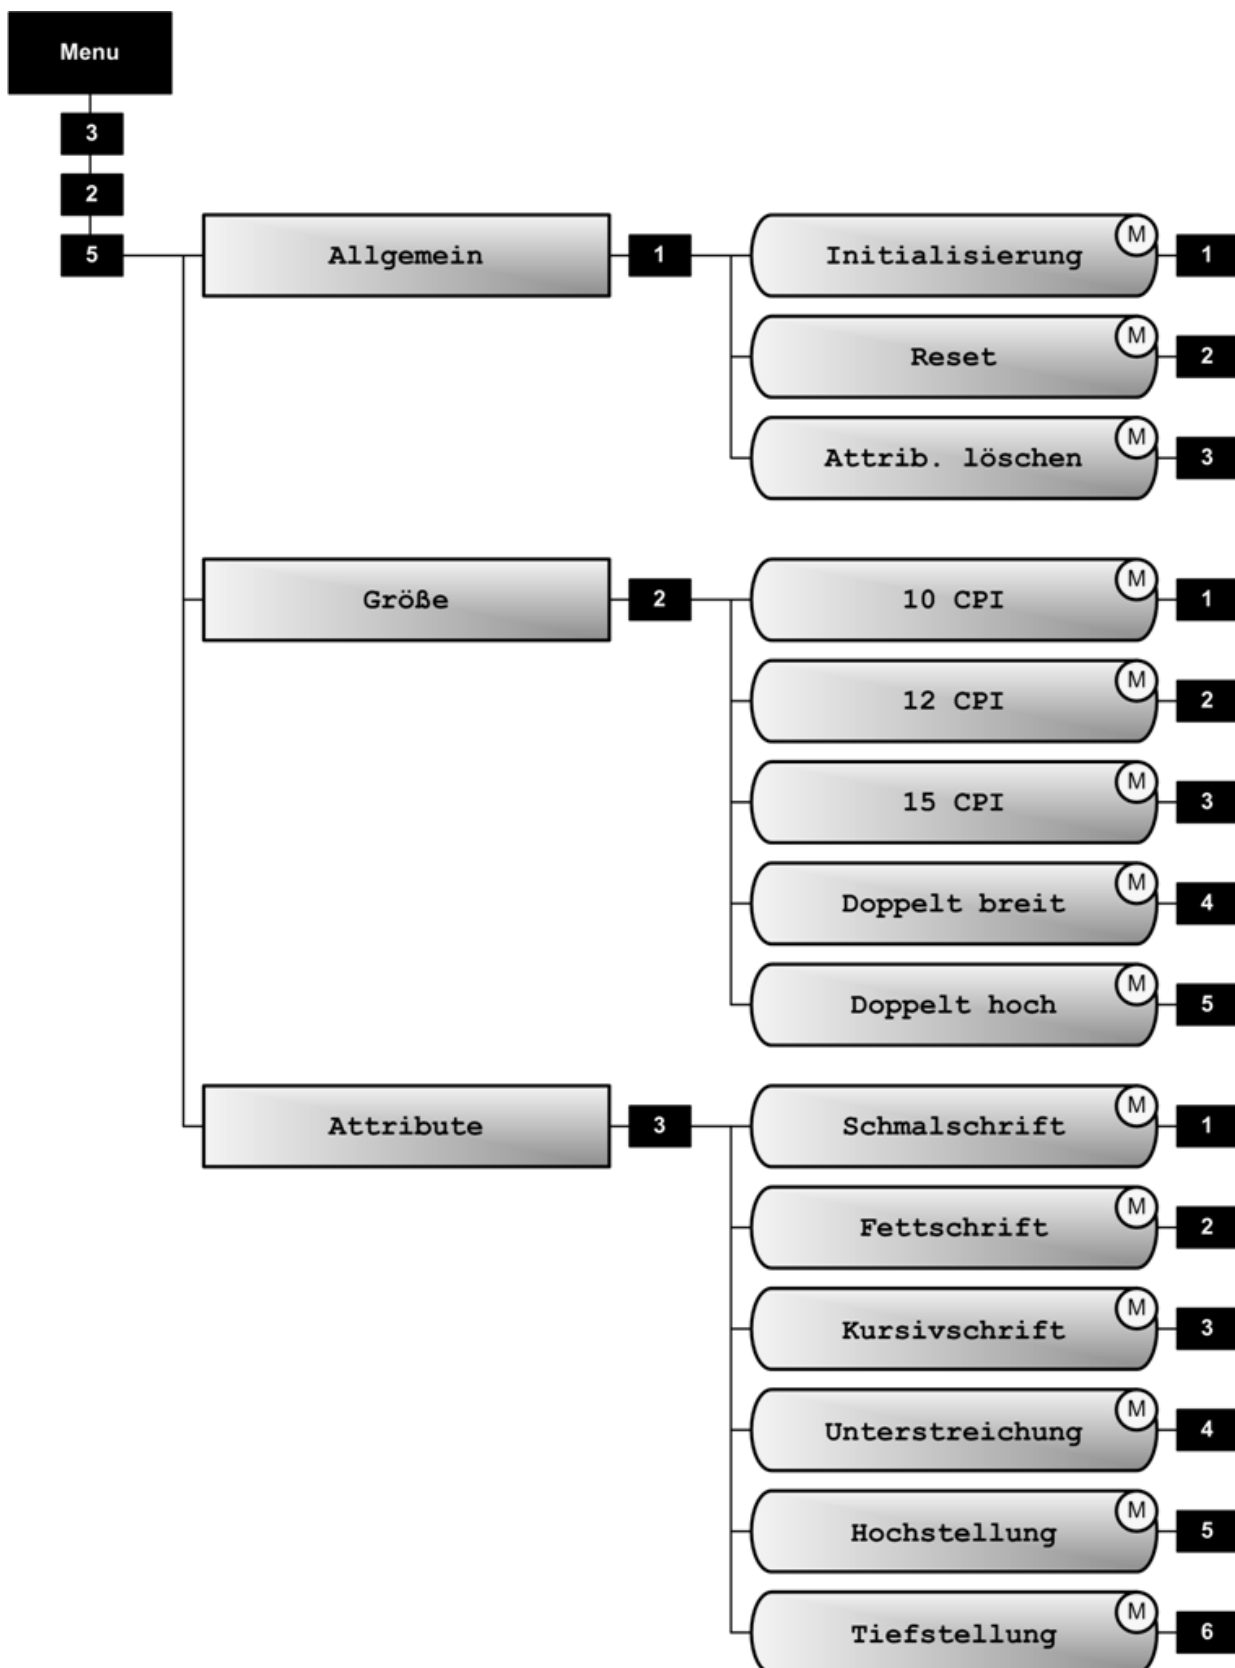 Menu
3
2
5
Allgemein
1
Initialisierung
M
1
Reset
M
2
Attrib. löschen
M
3
Größe
2
10 CPI
M
1
12 CPI
M
2
15 CPI
M
3
Doppelt breit
M
4
Doppelt hoch
M
5
Attribute
3
Schmalschrift
M
1
Fettschrift
M
2
Kursivschrift
M
3
Unterstreichung
M
4
Hochstellung
M
5
Tiefstellung
M
6